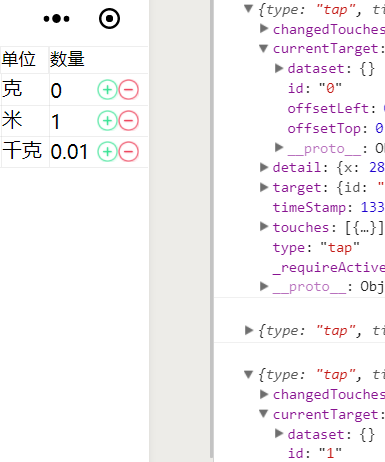 单位 数量
克 0
米 1
千克 0.01
{type: "tap", ti
changedTouches
currentTarget:
dataset: {}
id: "0"
offsetLeft:
offsetTop: 0
__proto__: O
detail: {x: 28
target: {id: "
timeStamp: 133
touches: [{…}]
type: "tap"
_requireActive
__proto__: Obj
{type: "tap", ti
{type: "tap", ti
changedTouches
currentTarget:
dataset: {}
id: "1"